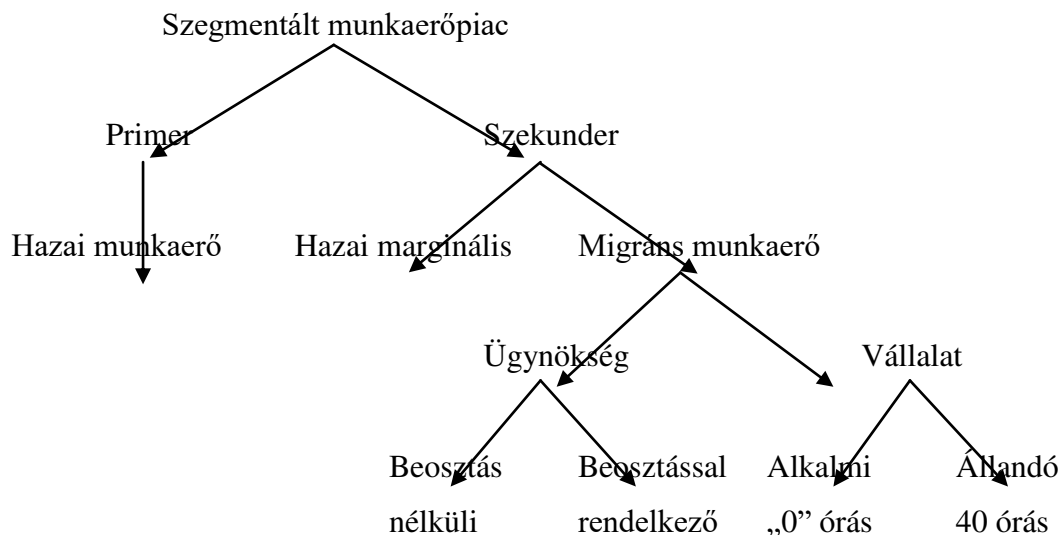 Szegmentált munkaerőpiac
Primer
Szekunder
Hazai munkaerő
Hazai marginális
Migráns munkaerő
Ügynökség
Vállalat
Beosztás
nélküli
Beosztással
rendelkező
Alkalmi
„0” órás
Állandó
40 órás